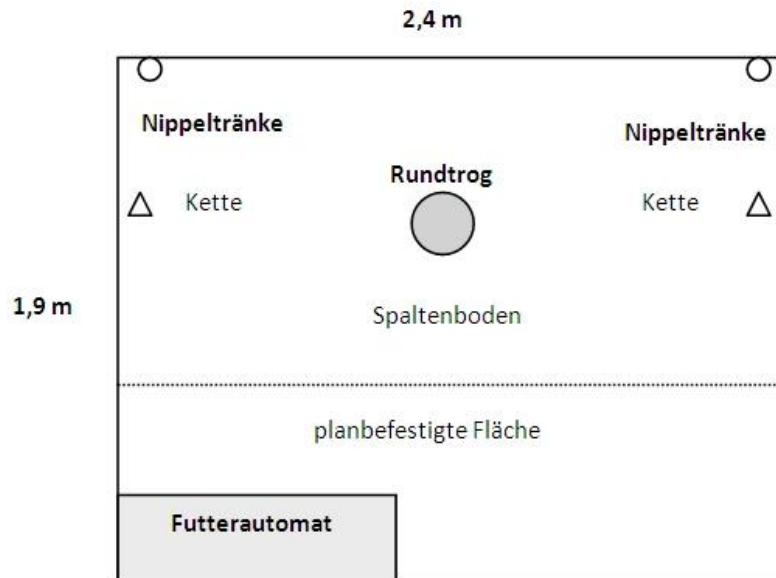 2,4 m
Nippeltränke
Nippeltränke
Rundtrog
Kette
Kette
1,9 m
Spaltenboden
planbefestigte Fläche
Futterautomat